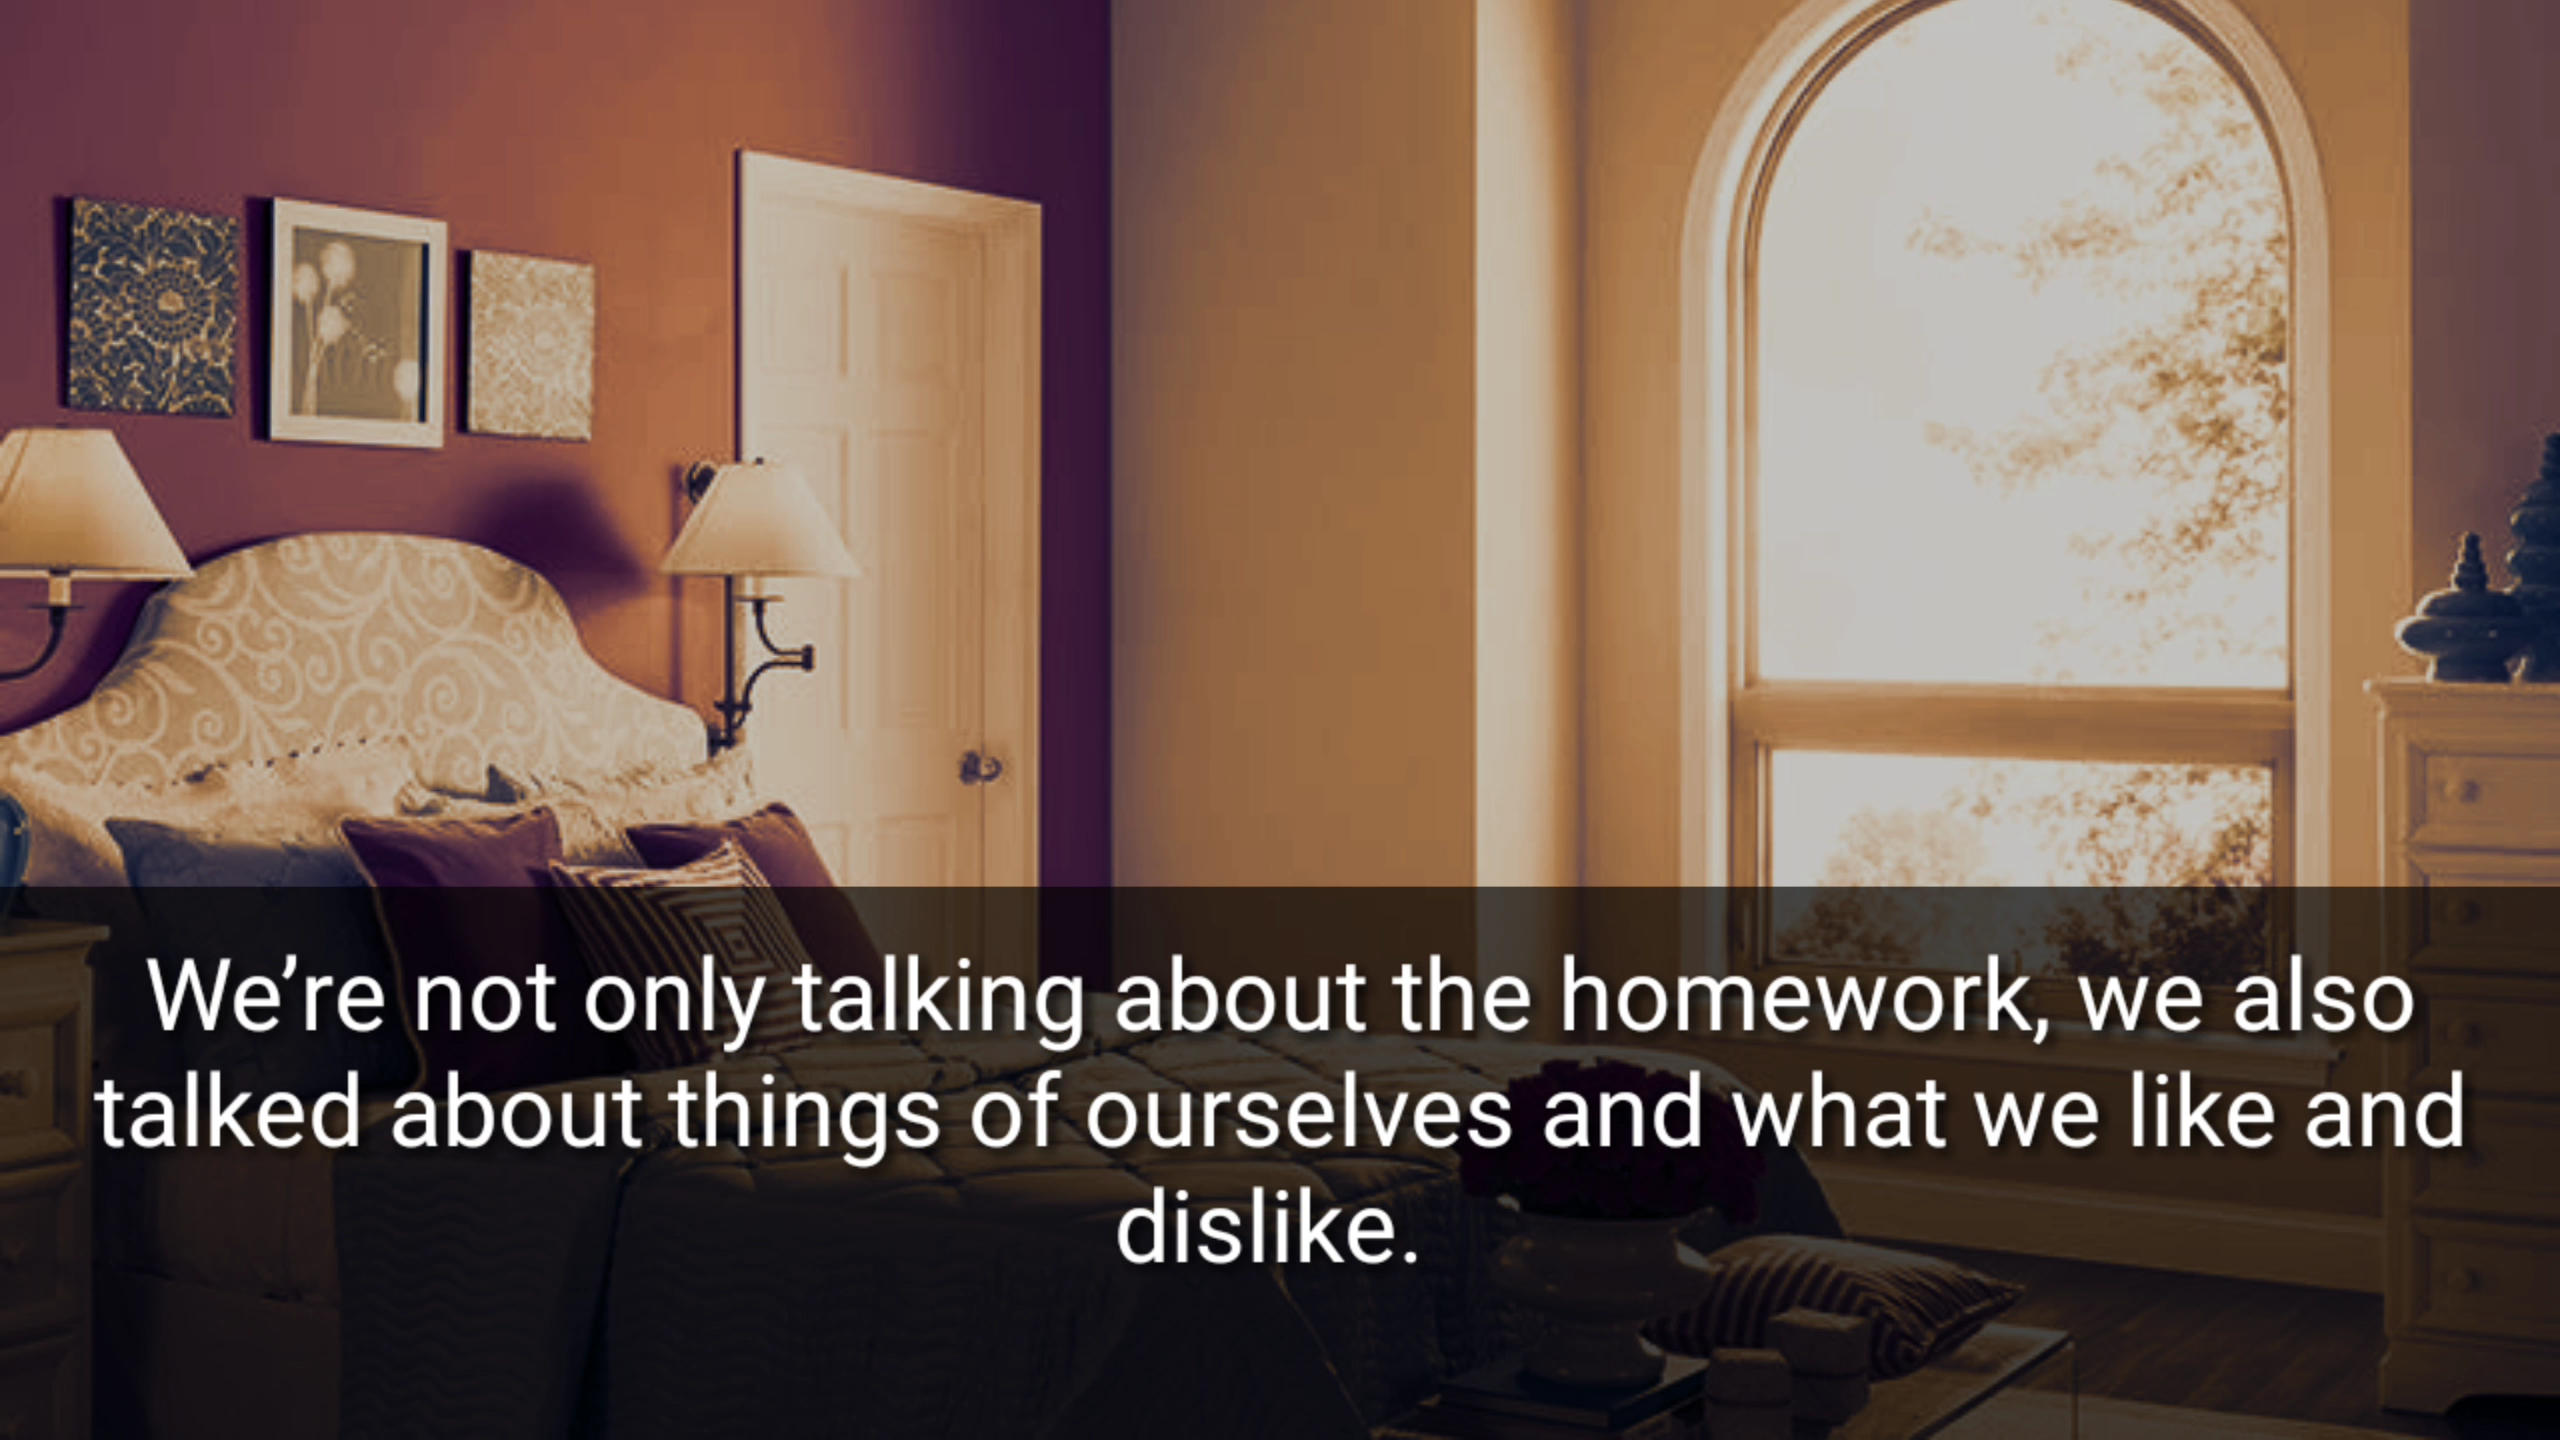 We’re not only talking about the homework, we also
talked about things of ourselves and what we like and
dislike.